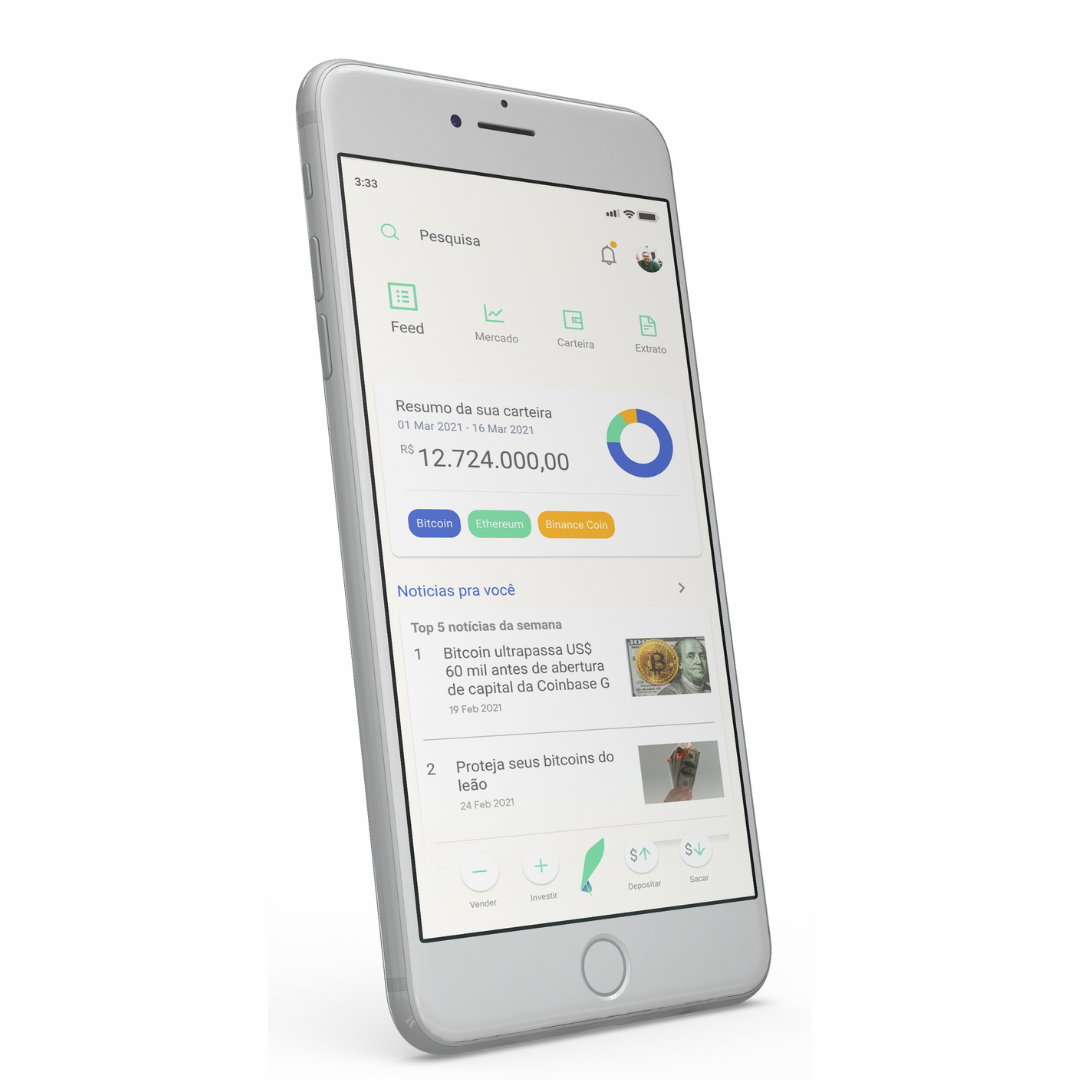 3:33
Pesquisa
Feed
Mercado
Carteira
Extrato
Resumo da sua carteira
01 Mar 2021 - 16 Mar 2021
R$ 12.724.000,00
Bitcoin
Ethereum
Binance Coin
Noticias pra você
Top 5 notícias da semana
1
Bitcoin ultrapassa US$
60 mil antes de abertura
de capital da Coinbase G
19 Feb 2021
2
Proteja seus bitcoins do
leão
24 Feb 2021
$
$
Vender
Investir
Depositar
Sacar